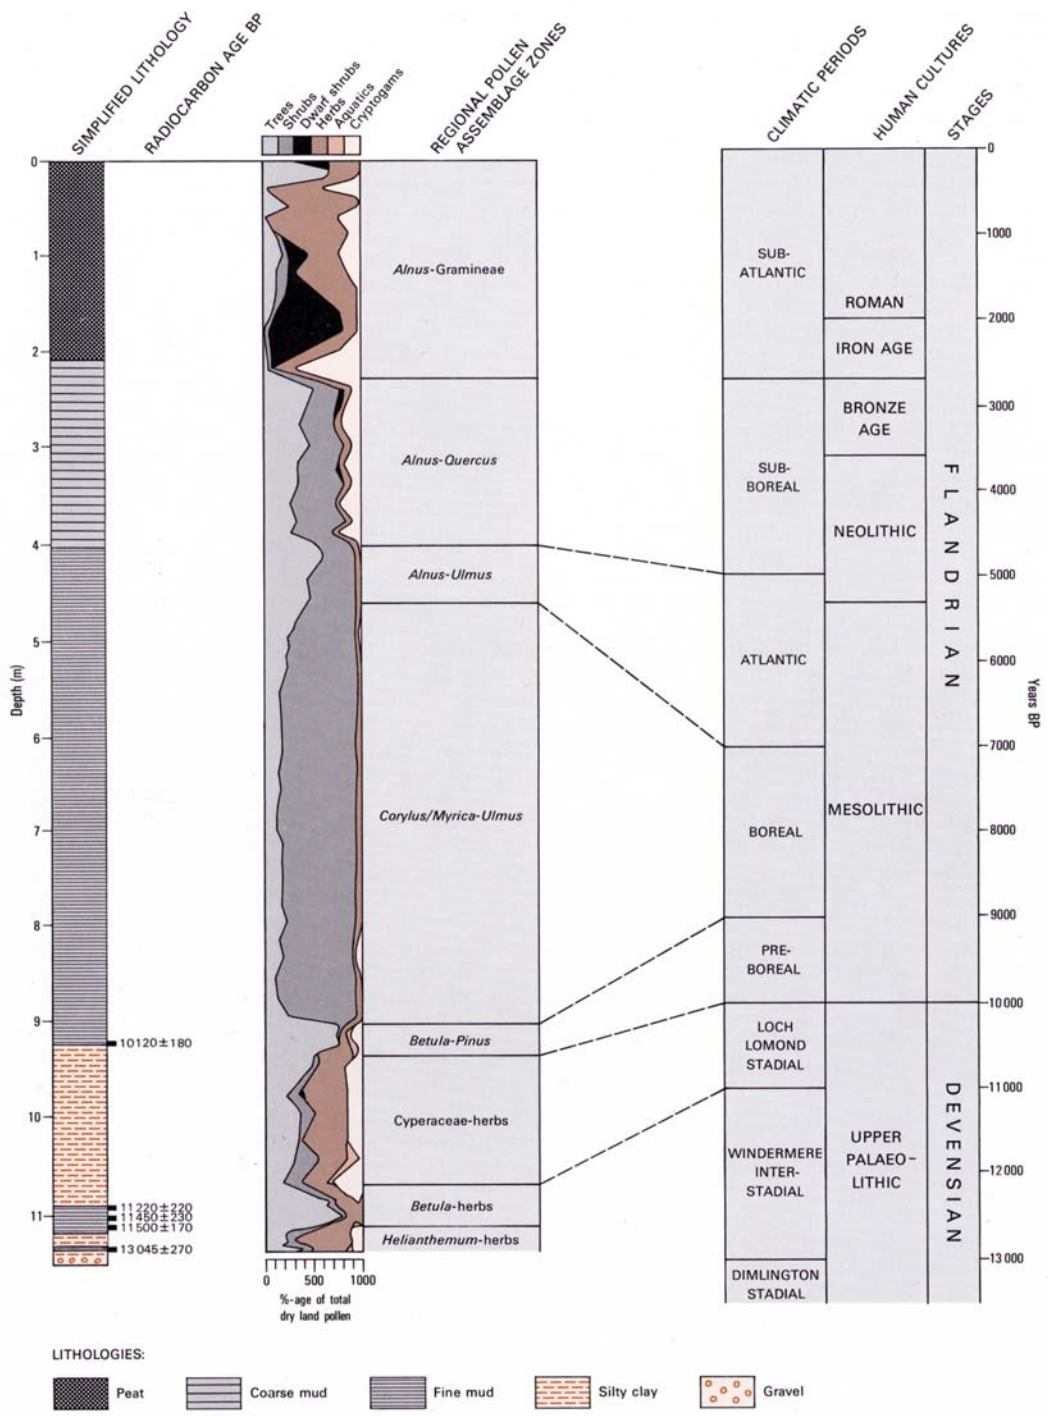 SIMPLIFIED LITHOLOGY
RADIOCARBON AGE BP
Trees
Shrubs
Dwarf shrubs
Herbs
Aquatics
Cryptogams
REGIONAL POLLEN
ASSEMBLAGE ZONES
CLIMATIC PERIODS
HUMAN CULTURES
STAGES
0
1
2
3
4
5
6
7
8
9
10
11
Depth (m)
10120±180
11220±220
11450±230
11500±170
13045±270
Alnus-Gramineae
Alnus-Quercus
Alnus-Ulmus
Corylus/Myrica-Ulmus
Betula-Pinus
Cyperaceae-herbs
Betula-herbs
Helianthemum-herbs
0 500 1000
%-age of total
dry land pollen
SUB-
ATLANTIC
SUB-
BOREAL
ATLANTIC
BOREAL
PRE-
BOREAL
LOCH
LOMOND
STADIAL
WINDERMERE
INTER-
STADIAL
DIMLINGTON
STADIAL
ROMAN
IRON AGE
BRONZE
AGE
NEOLITHIC
MESOLITHIC
UPPER
PALAEO-
LITHIC
FLANDRIAN
DEVENSIAN
0
1000
2000
3000
4000
5000
6000
7000
8000
9000
10000
11000
12000
13000
Years BP
LITHOLOGIES:
Peat
Coarse mud
Fine mud
Silty clay
Gravel